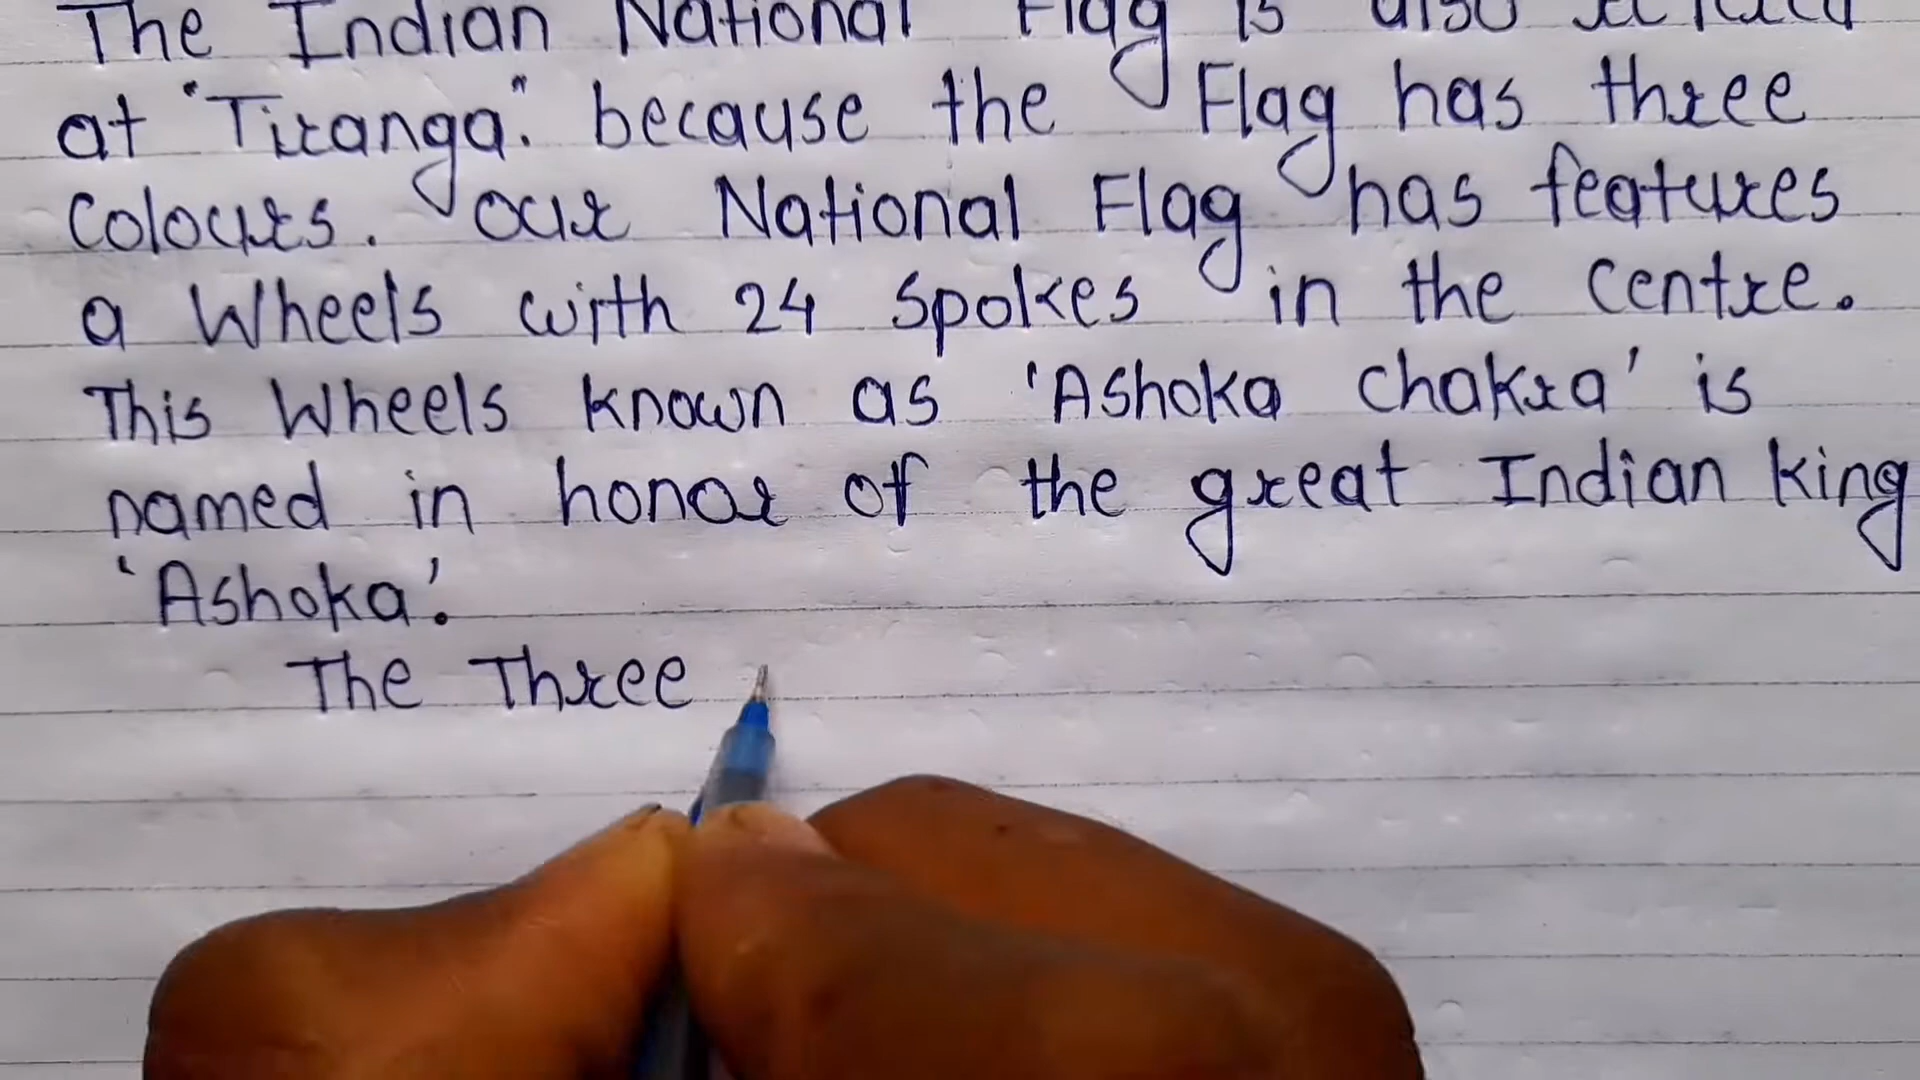 The Indian National Flag is also
at "Tiranga". because the Flag has three
Colours. Our National Flag has features
a Wheels with 24 Spokes in the Centre.
This Wheels known as 'Ashoka Chakra' is
named in honor of the great Indian king
'Ashoka'.
The Three